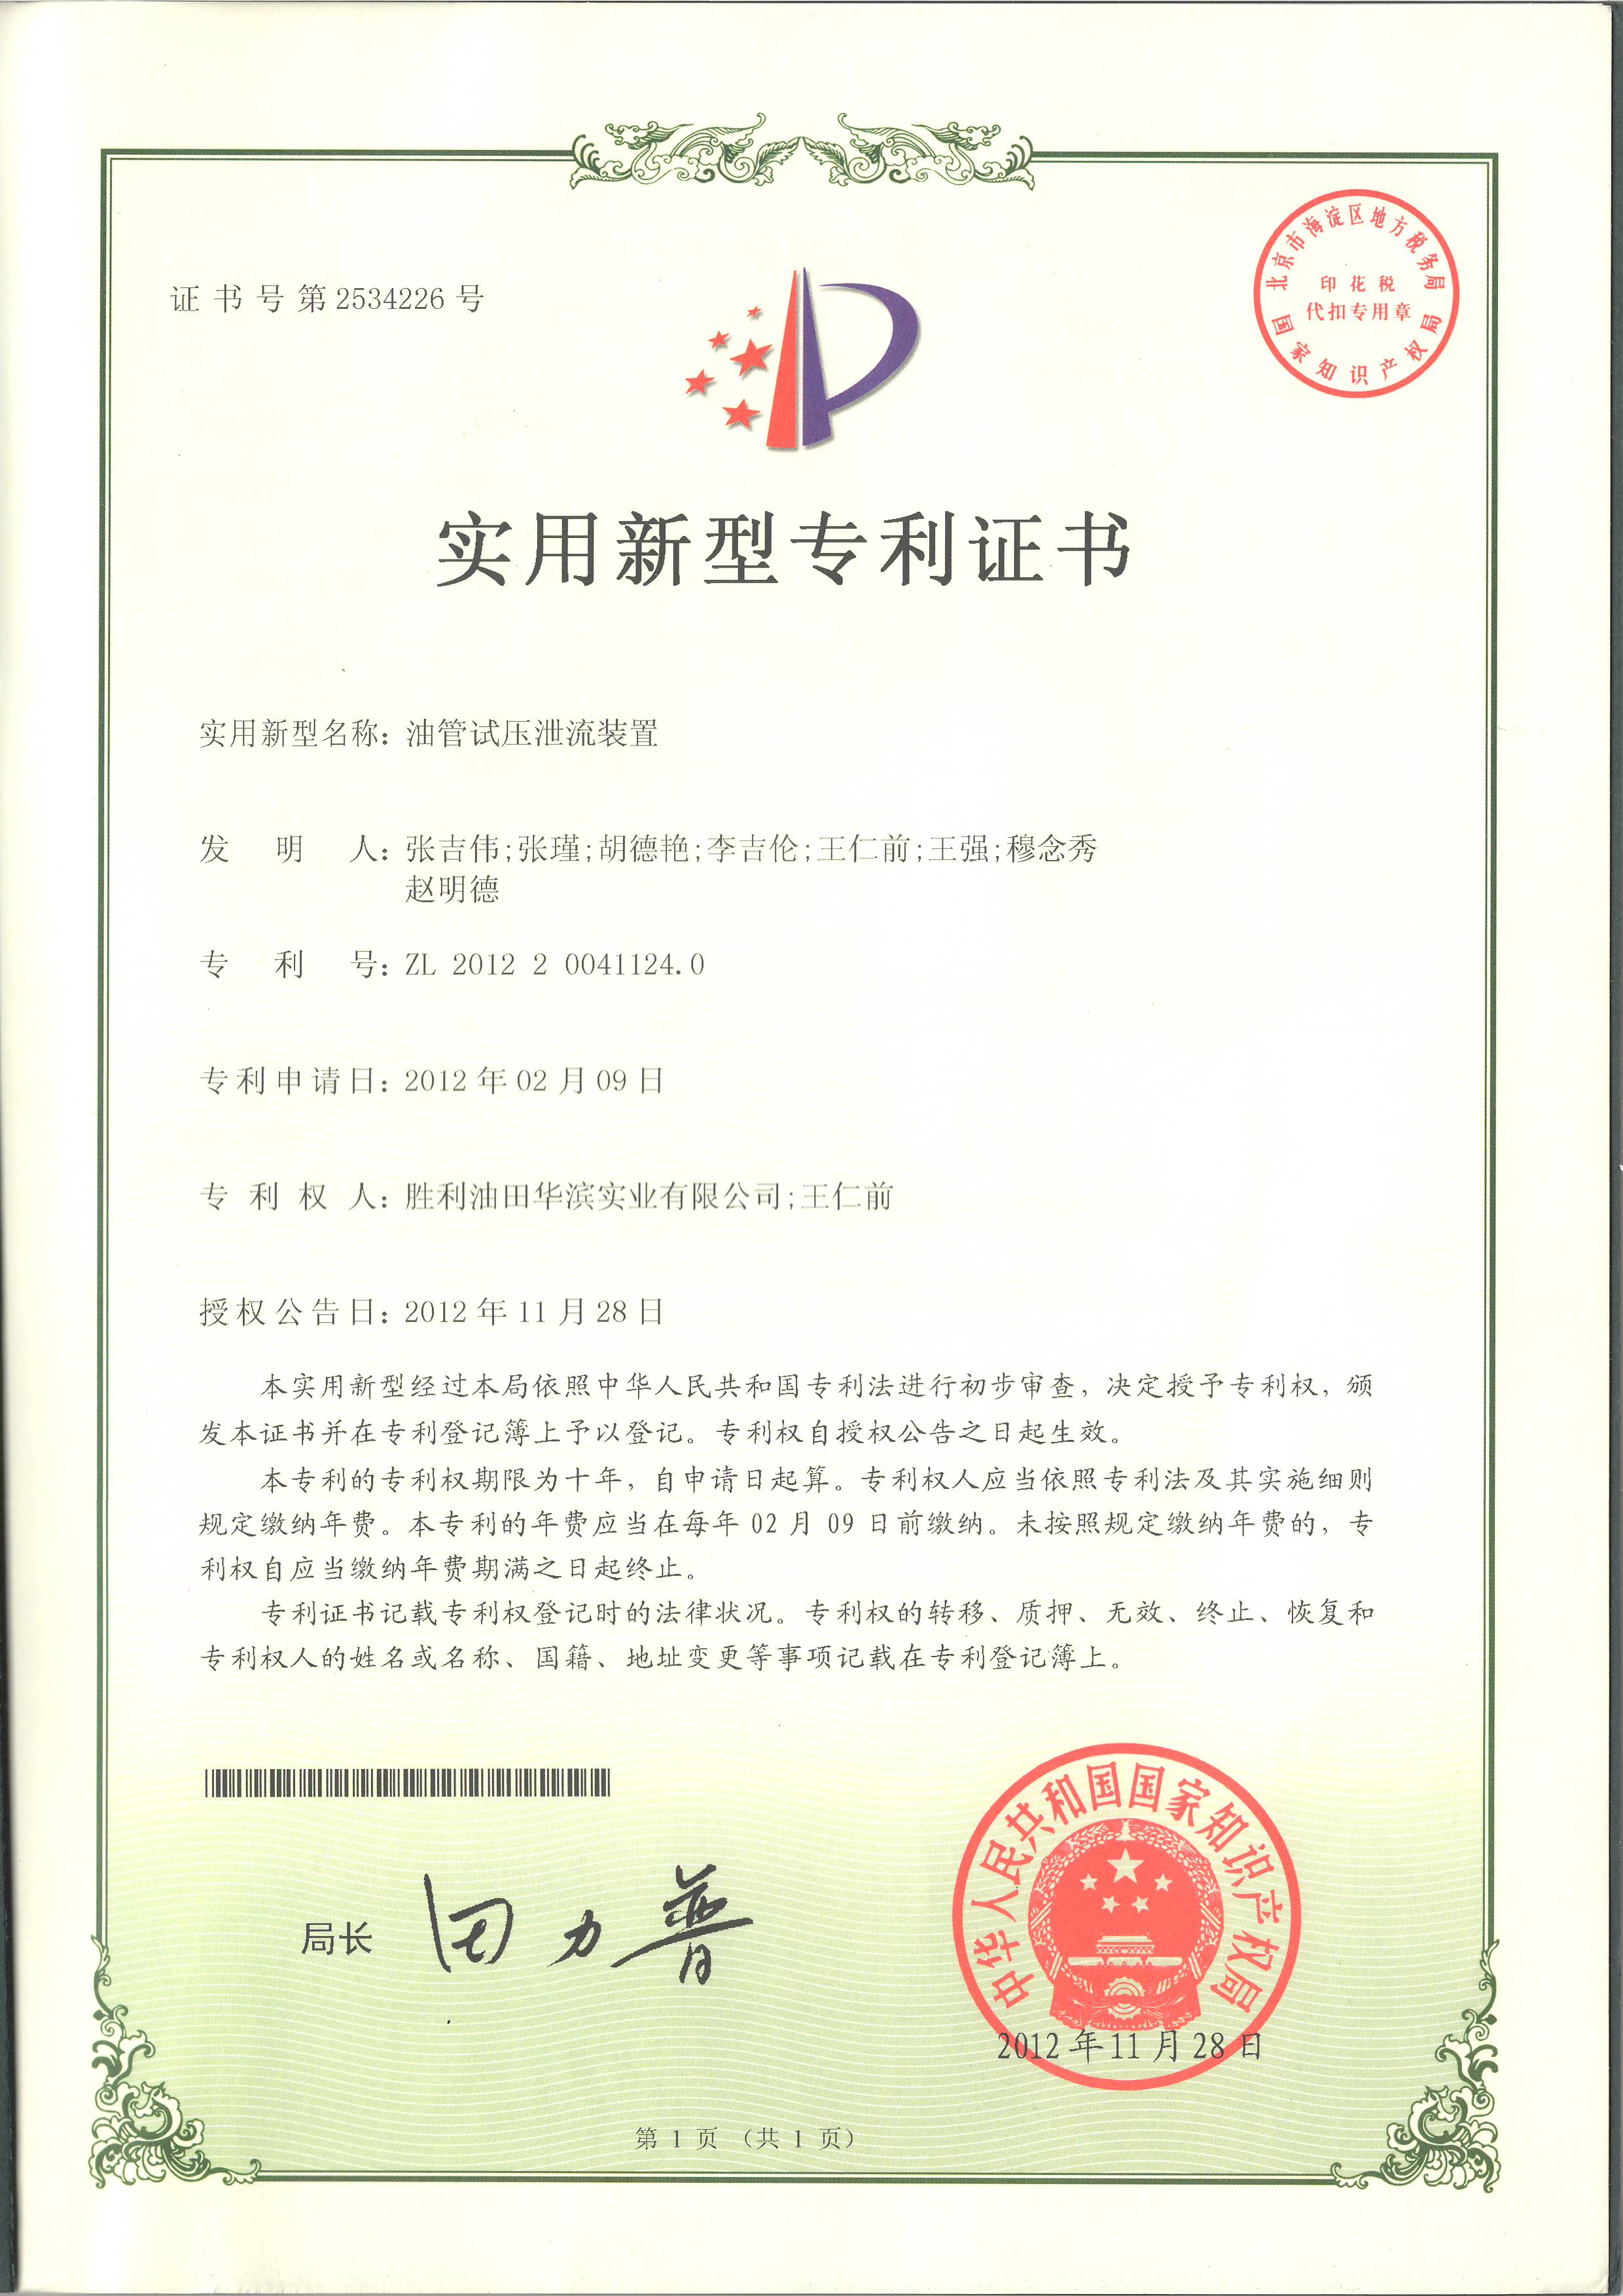 证书号第2534226号
北京市海淀区地方税务局
印花税
代扣专用章
国家知识产权局
实用新型专利证书
实用新型名称：油管试压泄流装置
发明人：张吉伟;张瑾;胡德艳;李吉伦;王仁前;王强;穆念秀
赵明德
专利号：ZL 2012 2 0041124.0
专利申请日：2012年02月09日
专利权人：胜利油田华滨实业有限公司;王仁前
授权公告日：2012年11月28日
本实用新型经过本局依照中华人民共和国专利法进行初步审查，决定授予专利权，颁
发本证书并在专利登记簿上予以登记。专利权自授权公告之日起生效。
本专利的专利权期限为十年，自申请日起算。专利权人应当依照专利法及其实施细则
规定缴纳年费。本专利的年费应当在每年02月09日前缴纳。未按照规定缴纳年费的，专
利权自应当缴纳年费期满之日起终止。
专利证书记载专利权登记时的法律状况。专利权的转移、质押、无效、终止、恢复和
专利权人的姓名或名称、国籍、地址变更等事项记载在专利登记簿上。
局长 田力普
中华人民共和国国家知识产权局
2012年11月28日
第 1 页 （共 1 页）